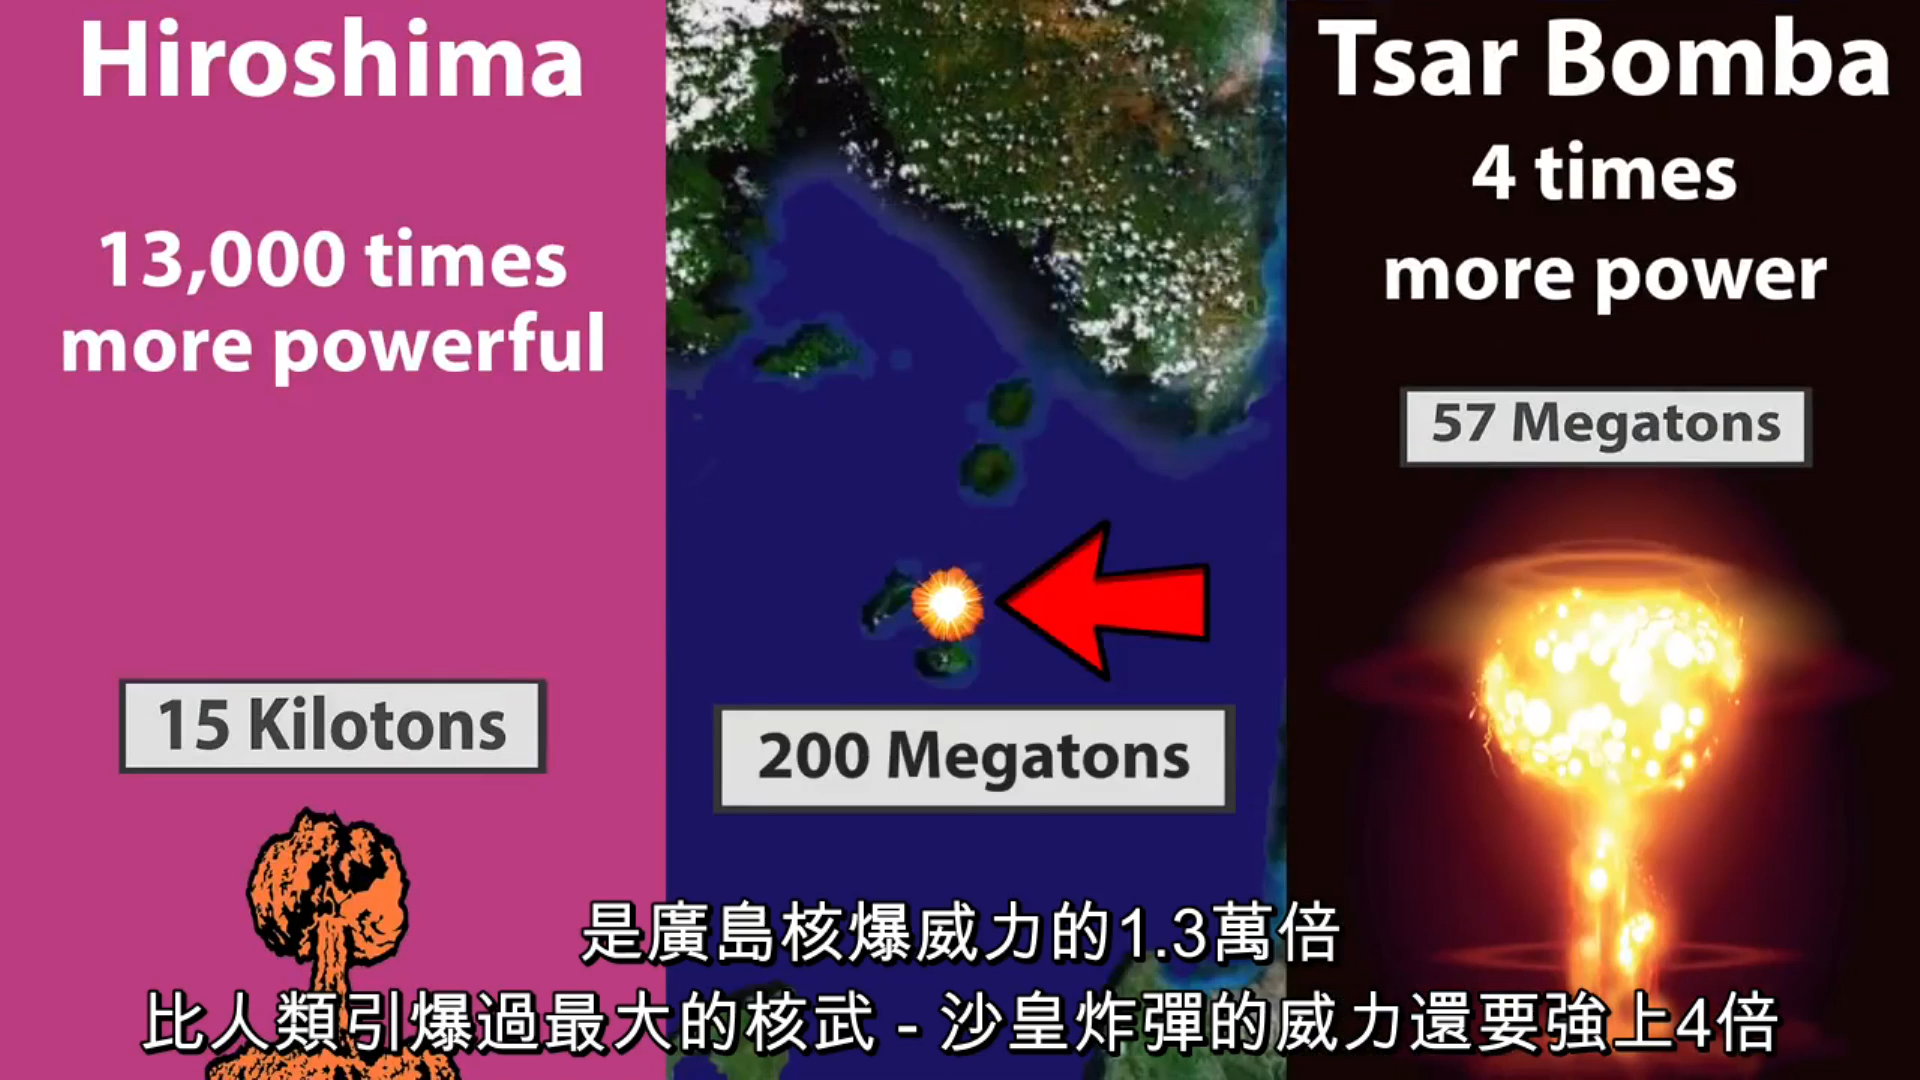 Hiroshima
13,000 times
more powerful
15 Kilotons
200 Megatons
Tsar Bomba
4 times
more power
57 Megatons
是廣島核爆威力的1.3萬倍
比人類引爆過最大的核武 - 沙皇炸彈的威力還要強上4倍